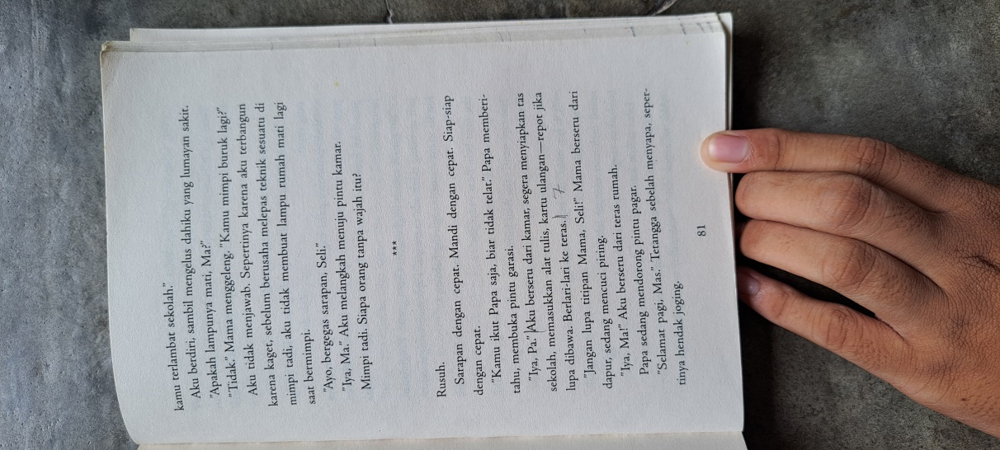 kamu terlambat sekolah."
Aku berdiri, sambil mengelus dahiku yang lumayan sakit.
"Apakah lampunya mati, Ma?"
"Tidak." Mama menggeleng. "Kamu mimpi buruk lagi?"
Aku tidak menjawab. Sepertinya karena aku terbangun
karena kaget, sebelum berusaha melepas teknik sesuatu di
mimpi tadi, aku tidak membuat lampu rumah mati lagi
saat bermimpi.
"Ayo, bergegas sarapan, Seli."
"Iya, Ma." Aku melangkah menuju pintu kamar.
Mimpi tadi. Siapa orang tanpa wajah itu?
***
Rusuh.
Sarapan dengan cepat. Mandi dengan cepat. Siap-siap
dengan cepat.
"Kamu ikut Papa saja, biar tidak telat." Papa memberi-
tahu, membuka pintu garasi.
"Iya, Pa." Aku berseru dari kamar, segera menyiapkan tas
sekolah, memasukkan alat tulis, kartu ulangan—repot jika
lupa dibawa. Berlari-lari ke teras. 7
"Jangan lupa titipan Mama, Seli!" Mama berseru dari
dapur, sedang mencuci piring.
"Iya, Ma!" Aku berseru dari teras rumah.
Papa sedang mendorong pintu pagar.
"Selamat pagi, Mas." Tetangga sebelah menyapa, seper-
tinya hendak joging.
81